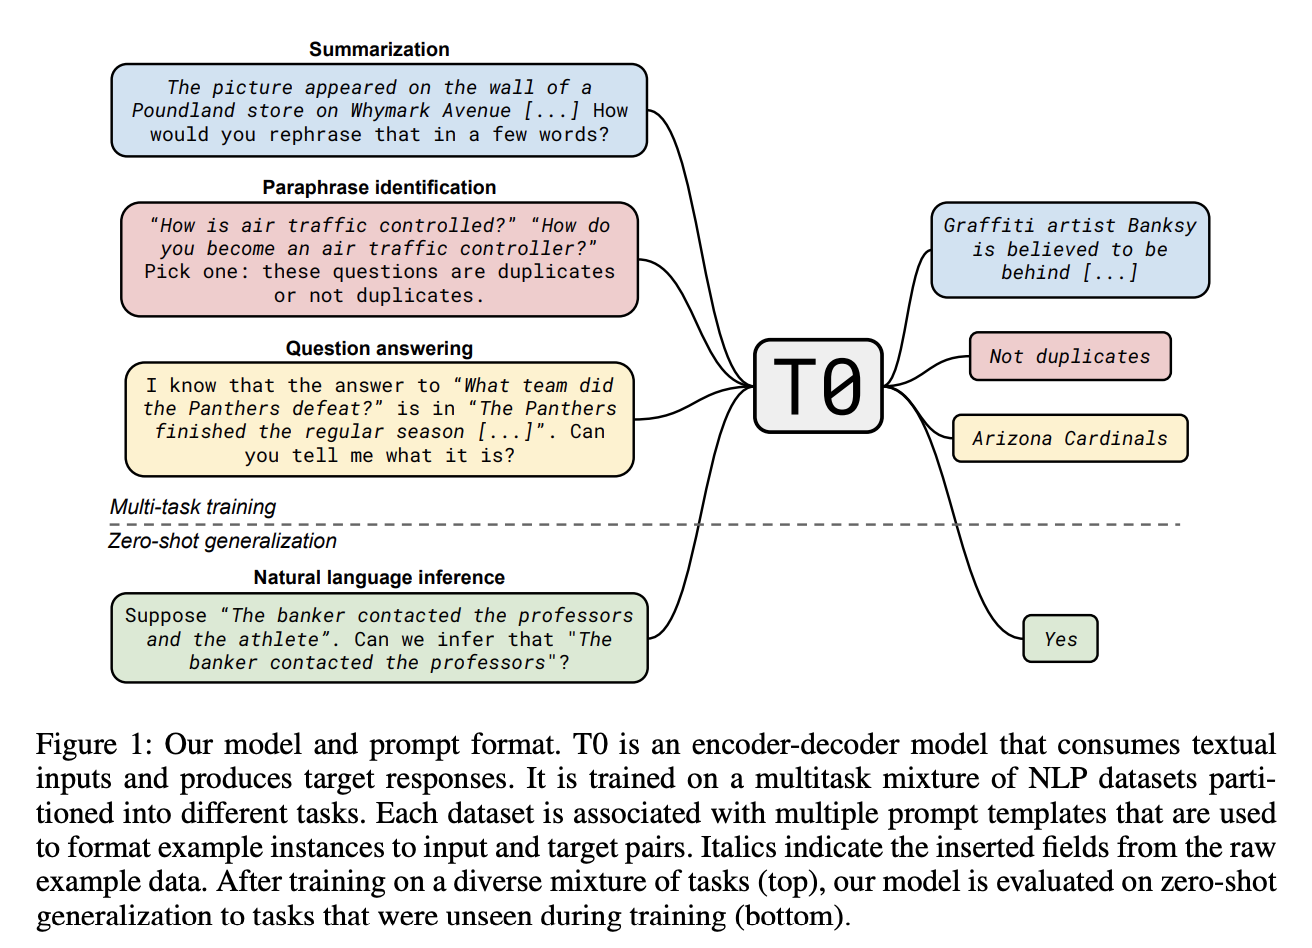 Summarization
The picture appeared on the wall of a
Poundland store on Whymark Avenue [...] How
would you rephrase that in a few words?
Paraphrase identification
“How is air traffic controlled?” “How do
you become an air traffic controller?”
Pick one: these questions are duplicates
or not duplicates.
Question answering
I know that the answer to “What team did
the Panthers defeat?” is in “The Panthers
finished the regular season [...]”. Can
you tell me what it is?
Multi-task training
Zero-shot generalization
Natural language inference
Suppose “The banker contacted the professors
and the athlete”. Can we infer that "The
banker contacted the professors"?
T0
Graffiti artist Banksy
is believed to be
behind [...]
Not duplicates
Arizona Cardinals
Yes
Figure 1: Our model and prompt format. T0 is an encoder-decoder model that consumes textual
inputs and produces target responses. It is trained on a multitask mixture of NLP datasets parti-
tioned into different tasks. Each dataset is associated with multiple prompt templates that are used
to format example instances to input and target pairs. Italics indicate the inserted fields from the raw
example data. After training on a diverse mixture of tasks (top), our model is evaluated on zero-shot
generalization to tasks that were unseen during training (bottom).